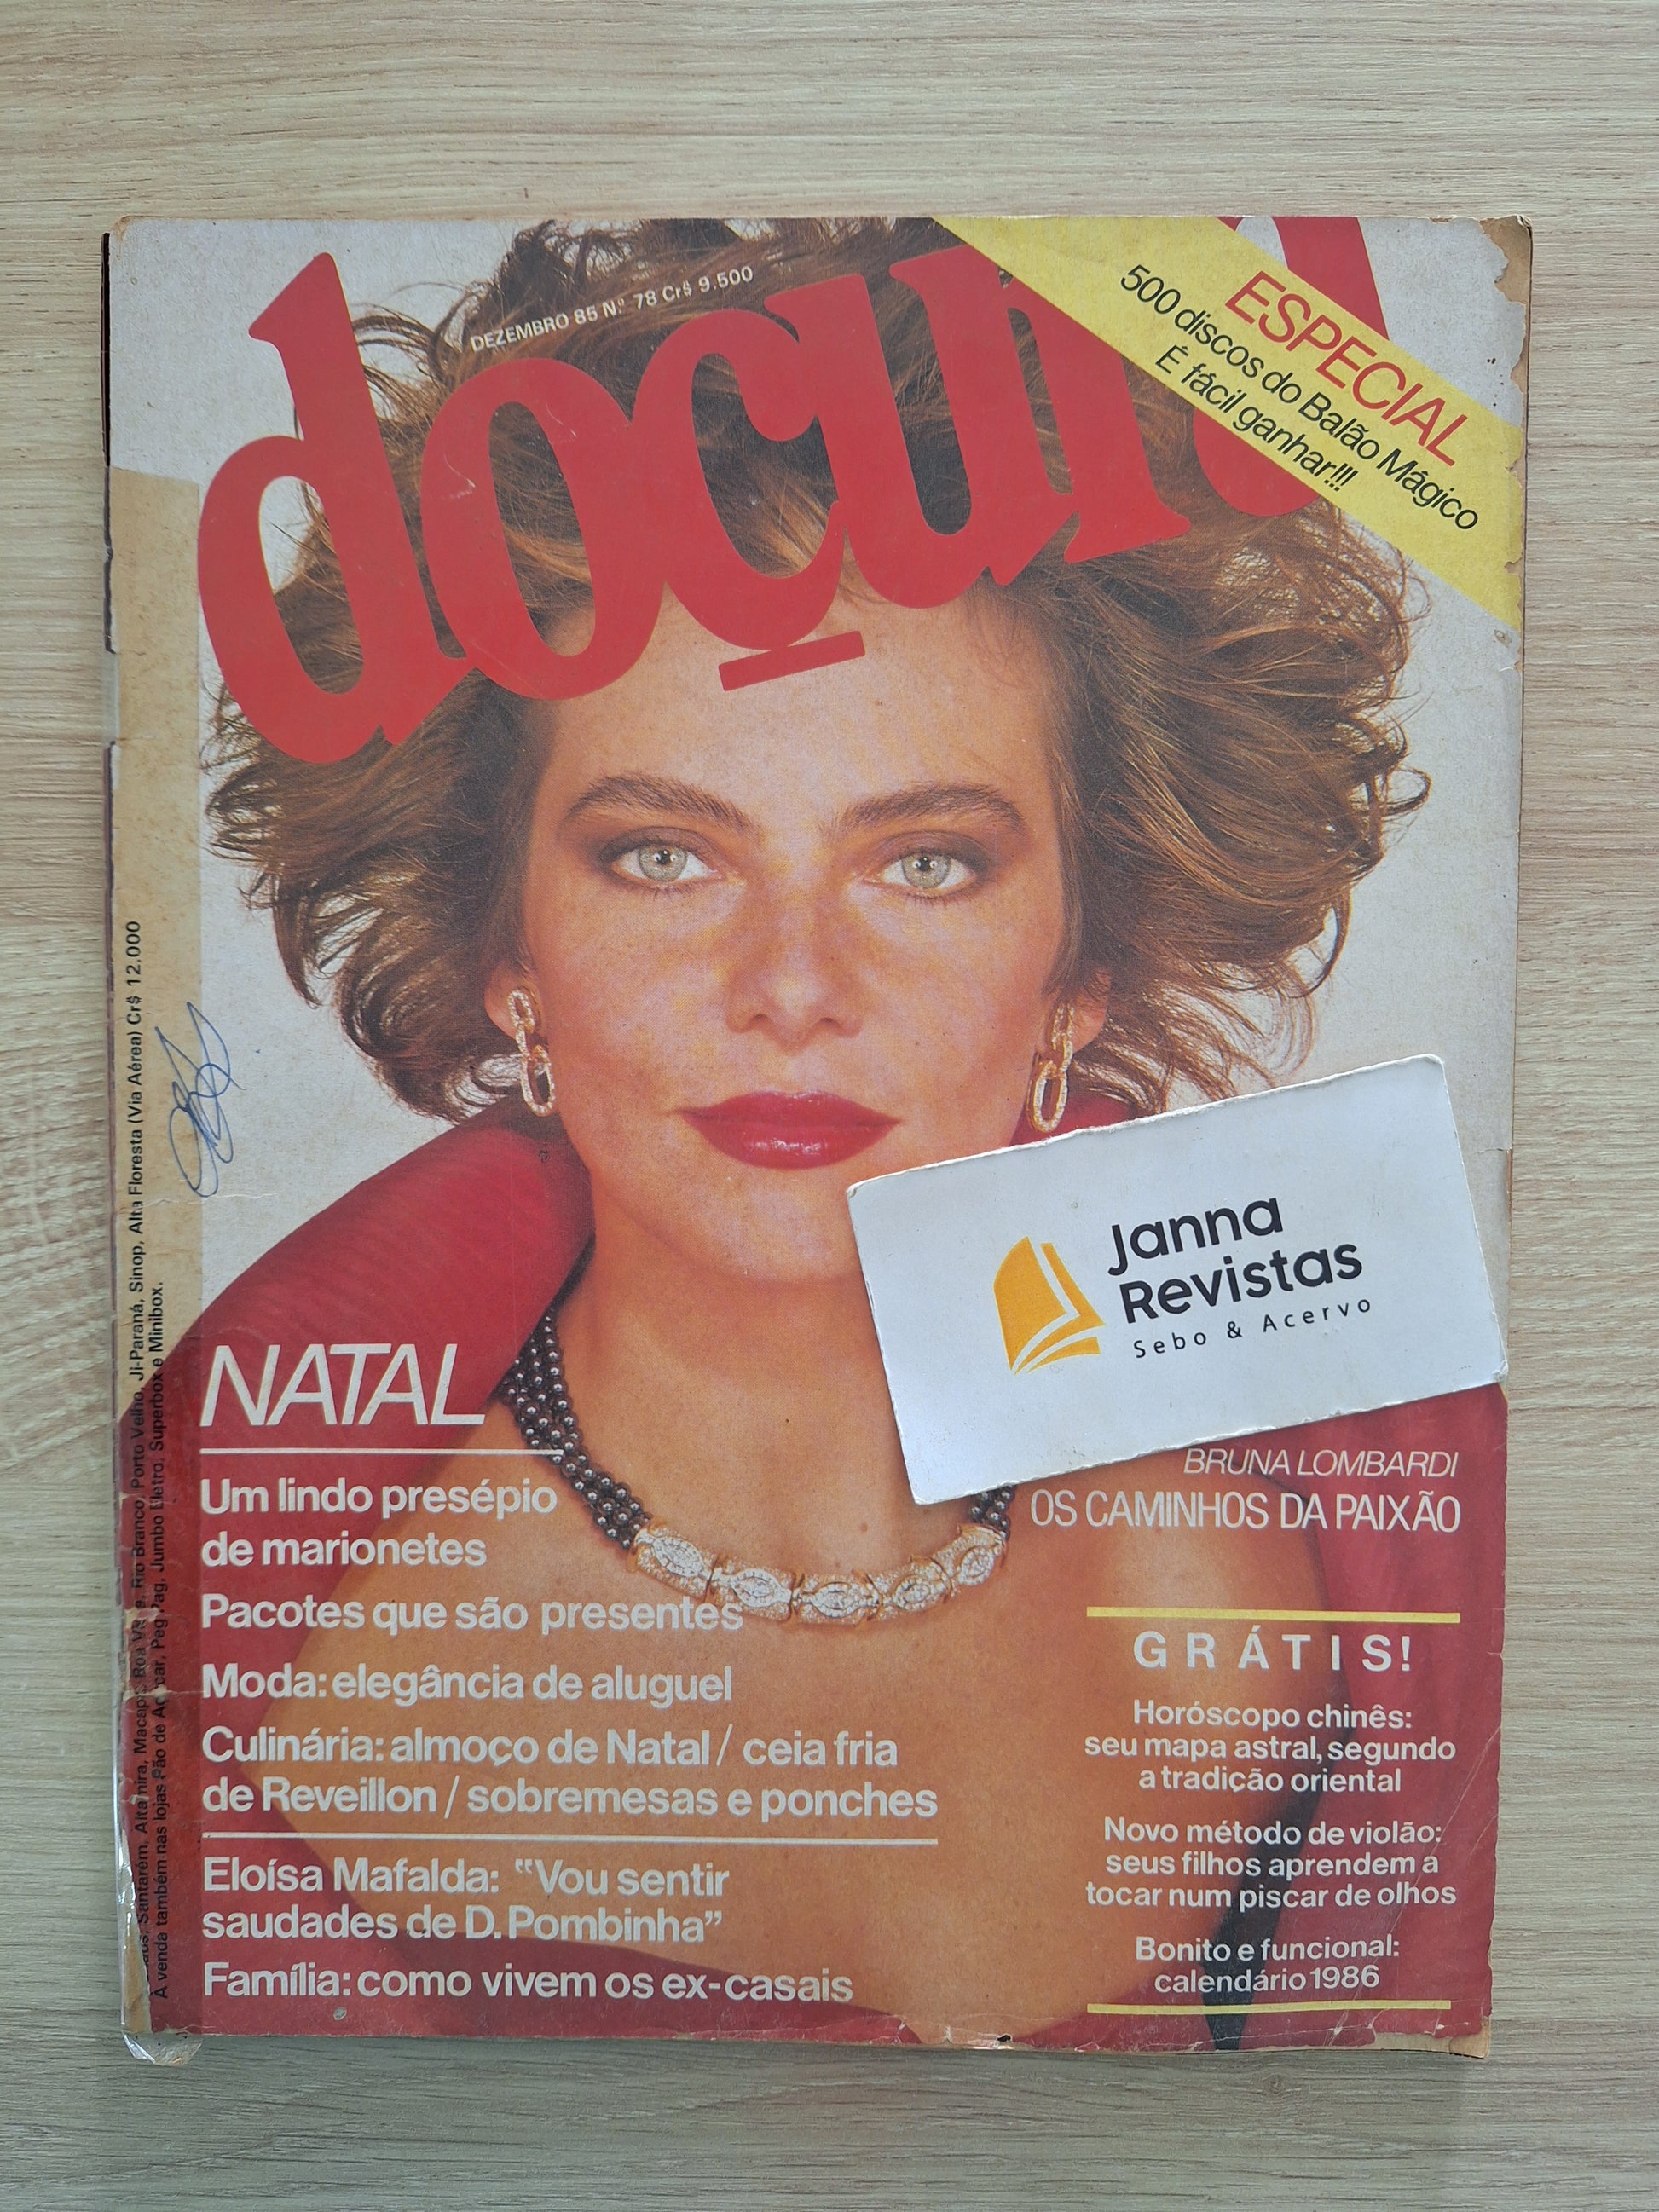 doçura
DEZEMBRO 85 N.º 78 Cr$ 9.500
ESPECIAL
500 discos do Balão Mágico
É fácil ganhar!!!
Santarém, Altamira, Macapá, Boa Vista, Rio Branco, Porto Velho, Ji-Paraná, Sinop, Alta Floresta (Via Aérea) Cr$ 12.000
À venda também nas lojas Pão de Açúcar, Peg Pag, Jumbo Eletro, Superbox e Minibox.
Janna
Revistas
Sebo & Acervo
NATAL
Um lindo presépio
de marionetes
Pacotes que são presentes
Moda: elegância de aluguel
Culinária: almoço de Natal / ceia fria
de Reveillon / sobremesas e ponches
Eloísa Mafalda: “Vou sentir
saudades de D. Pombinha”
Família: como vivem os ex-casais
BRUNA LOMBARDI
OS CAMINHOS DA PAIXÃO
GRÁTIS!
Horóscopo chinês:
seu mapa astral, segundo
a tradição oriental
Novo método de violão:
seus filhos aprendem a
tocar num piscar de olhos
Bonito e funcional:
calendário 1986